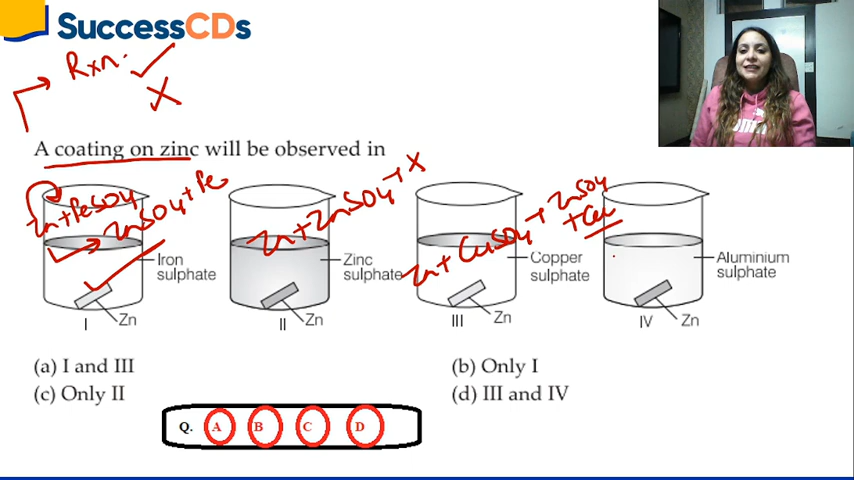 SuccessCDs
Rxn.
A coating on zinc will be observed in
Zn + FeSO4
→ ZnSO4 + Fe
Zn + ZnSO4 → X
Zn + CuSO4 → ZnSO4
+ Cu
Iron
sulphate
Zn
I
Zinc
sulphate
Zn
II
Copper
sulphate
Zn
III
Aluminium
sulphate
Zn
IV
(a) I and III
(b) Only I
(c) Only II
(d) III and IV
Q. A B C D